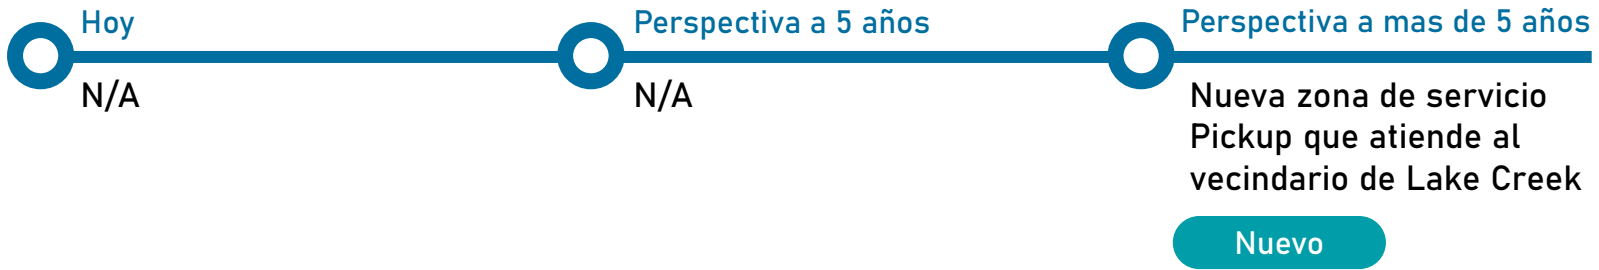 Hoy
N/A
Perspectiva a 5 años
N/A
Perspectiva a mas de 5 años
Nueva zona de servicio
Pickup que atiende al
vecindario de Lake Creek
Nuevo